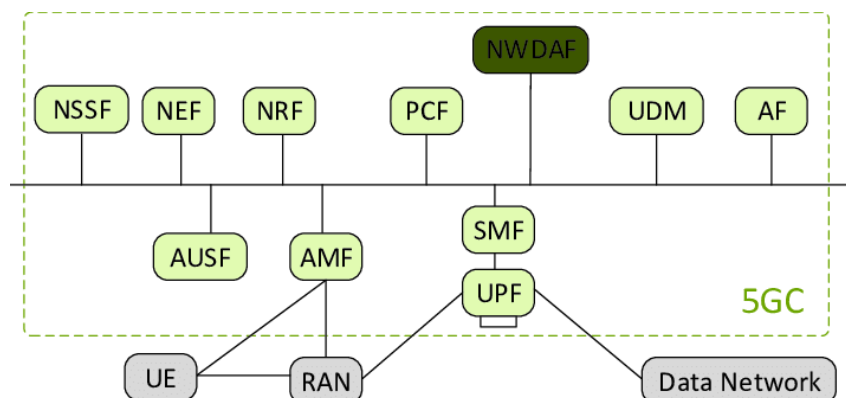 NWDAF
NSSF
NEF
NRF
PCF
UDM
AF
AUSF
AMF
SMF
UPF
5GC
UE
RAN
Data Network